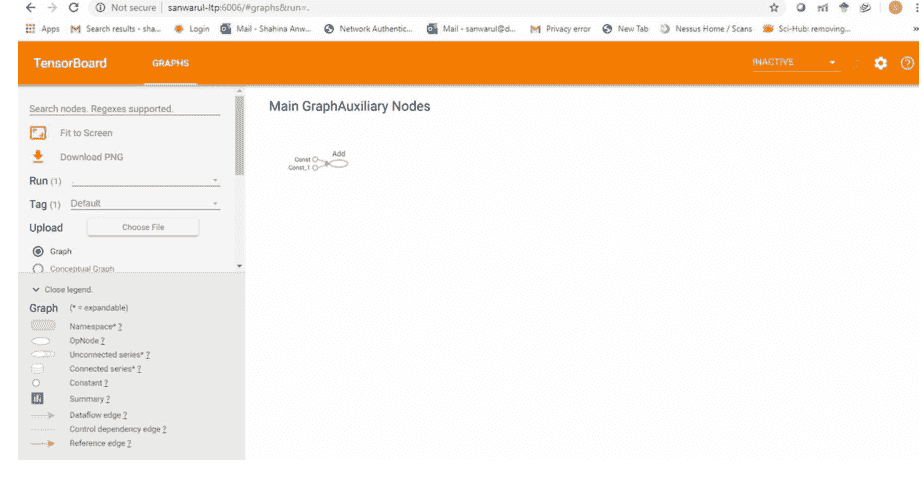 Not secure | sanwarul-ltp:6006/#graphs&run=.
Apps Search results - sha... Login Mail - Shahina Anw... Network Authentic... Mail - samwarul@d... Privacy error New Tab Nessus Home / Scans Sci-Hub: removing... »
TensorBoard GRAPHS INACTIVE
Search nodes. Regexes supported.
Main GraphAuxiliary Nodes
Fit to Screen
Download PNG
Add
Const
Const_1
Run (1) .
Tag (1) Default
Upload Choose File
Graph
Conceptual Graph
Close legend.
Graph (* = expandable)
Namespace* ?
OpNode ?
Unconnected series* ?
Connected series* ?
Constant ?
Summary ?
Dataflow edge ?
Control dependency edge ?
Reference edge ?